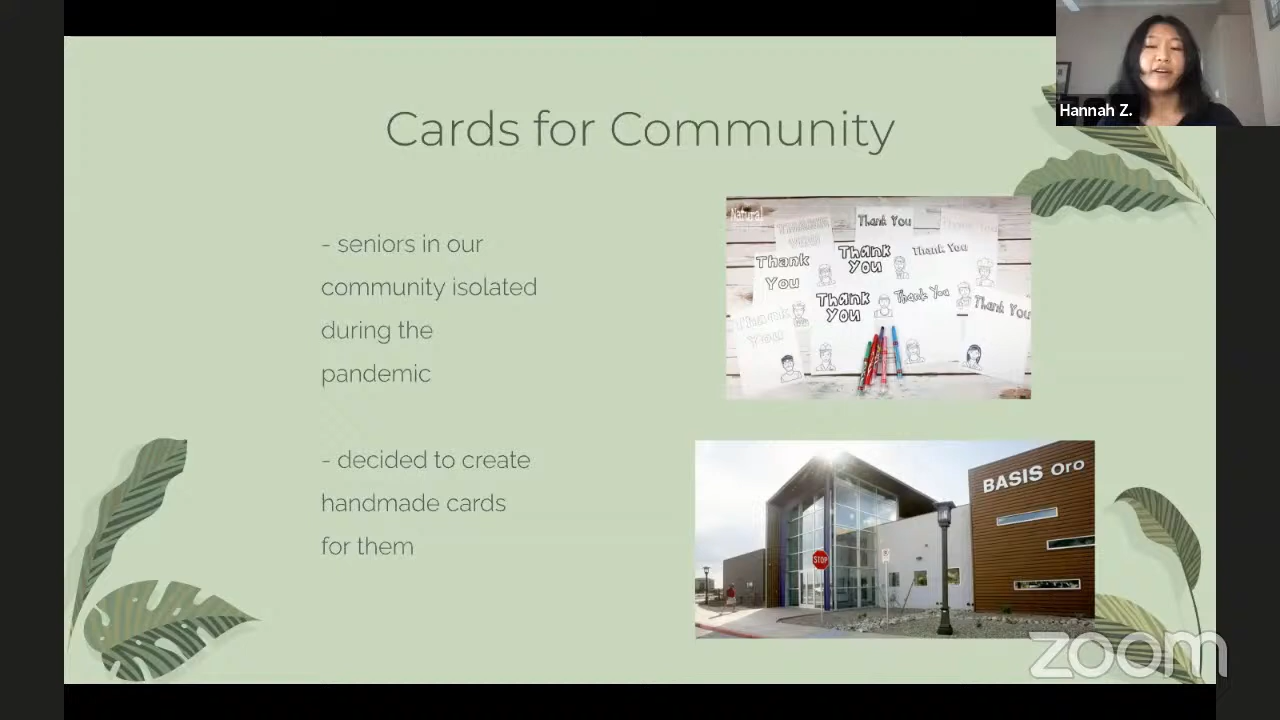 Hannah Z.
Cards for Community
- seniors in our
community isolated
during the
pandemic
- decided to create
handmade cards
for them
Natural
Thank You
Thank
You
Thank You
Thank
You
Thank
You
Thank You
Thank You
Thank
You
BASIS Oro
STOP
zoom